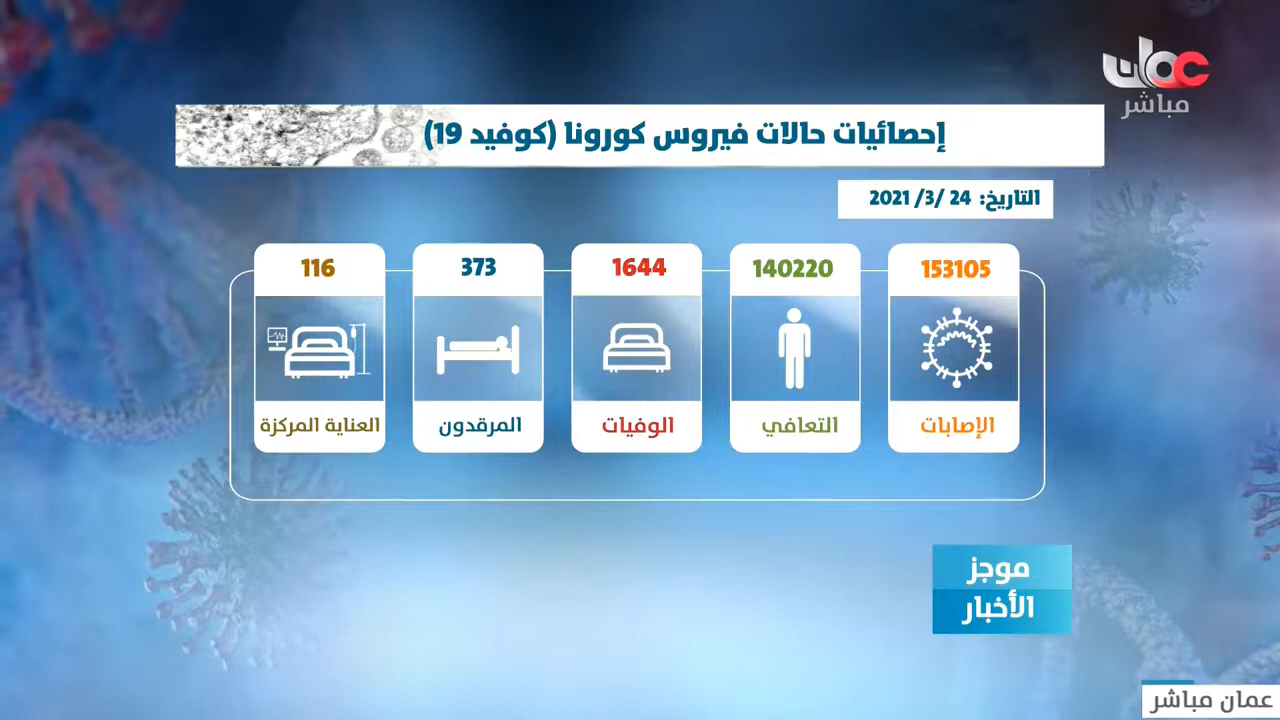 عمان
مباشر
إحصائيات حالات فيروس كورونا (كوفيد 19)
التاريخ: 24 /3/ 2021
153105
140220
1644
373
116
الإصابات
التعافي
الوفيات
المرقدون
العناية المركزة
موجز
الأخبار
عمان مباشر